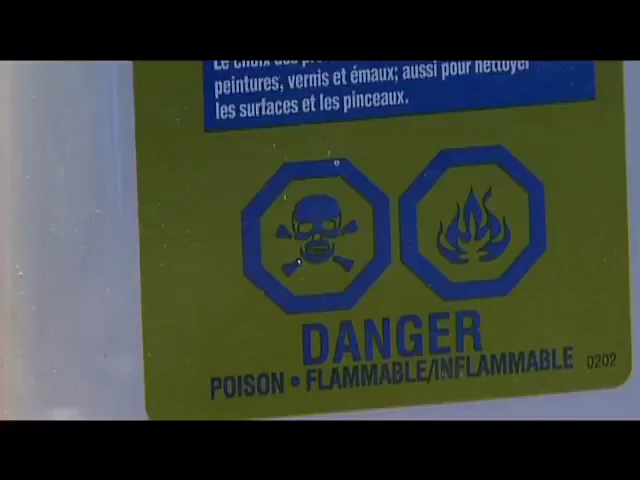 Le choix des
peintures, vernis et émaux; aussi pour nettoyer
les surfaces et les pinceaux.
DANGER
POISON • FLAMMABLE/INFLAMMABLE 0202